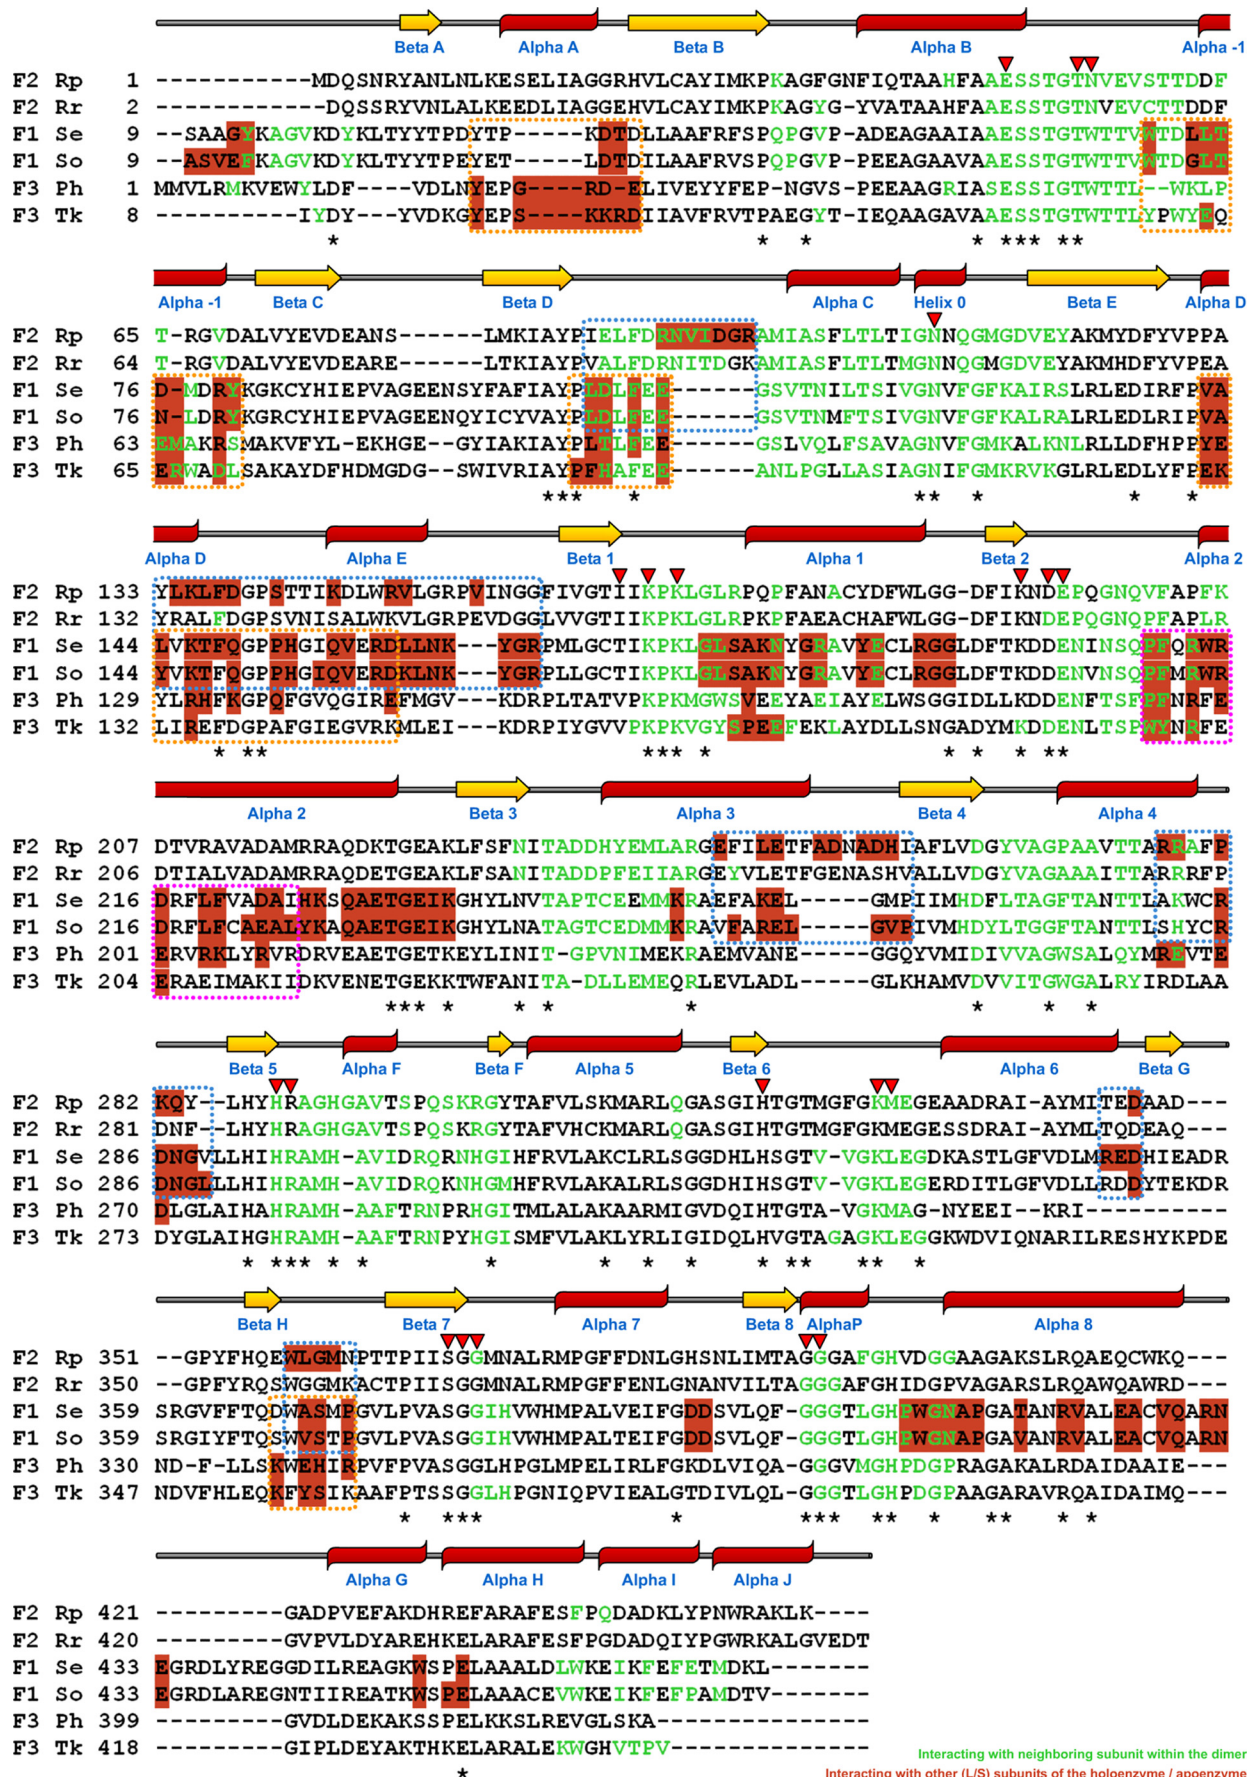 Beta A Alpha A Beta B Alpha B Alpha -1
F2 Rp 1 -----------MDQSNRYANLNLKESELIAGGRHVLCAYIMKPKAGFGNFIQTAAHFAAESSTGTNVEVSTTDDF
F2 Rr 2 ------------DQSSRYVNLALKEEDLIAGGEHVLCAYIMKPKAGYG-YVATAAHFAAESSTGTNVEVCTTDDF
F1 Se 9 --SAAGYKAGVKDYKLTYYTPDYTP-----KDTDLLAAFRFSPQPGVP-ADEAGAAIAAESSTGTWTTVWTDLLT
F1 So 9 --ASVEFKAGVKDYKLTYYTPEYET-----LDTDILAAFRVSPQPGVP-PEEAGAAVAAESSTGTWTTVWTDGLT
F3 Ph 1 MMVLRMKVEWYLDF----VDLNYEPG----RD-ELIVEYYFEP-NGVS-PEEAAGRIASESSIGTWTTL--WKLP
F3 Tk 8 ----------IYDY---YVDKGYEPS----KKRDIIAVFRVTPAEGYT-IEQAAGAVAAESSTGTWTTLYPWYEQ
* * * * *** **
Alpha -1 Beta C Beta D Alpha C Helix 0 Beta E Alpha D
F2 Rp 65 T-RGVDALVYEVDEANS------LMKIAYPIELFDRNVIDGRAMIASFLTLTIGNNQGMGDVEYAKMYDFYVPPA
F2 Rr 64 T-RGVDALVYEVDEARE------LTKIAYPVALFDRNITDGKAMIASFLTLTMGNNQGMGDVEYAKMHDFYVPEA
F1 Se 76 D-MDRYKGKCYHIEPVAGEENSYFAFIAYPLDLFEE------GSVTNILTSIVGNVFGFKAIRSLRLEDIRFPVA
F1 So 76 N-LDRYKGRCYHIEPVAGEENQYICYVAYPLDLFEE------GSVTNMFTSIVGNVFGFKALRALRLEDLRIPVA
F3 Ph 63 EMAKRSMAKVFYL-EKHGE--GYIAKIAYPLTLFEE------GSLVQLFSAVAGNVFGMKALKNLRLLDFHPPYE
F3 Tk 65 ERWADLSAKAYDFHDMGDG--SWIVRIAYPFHAFEE------ANLPGLLASIAGNIFGMKRVKGLRLEDLYFPEK
*** * ** * * *
Alpha D Alpha E Beta 1 Alpha 1 Beta 2 Alpha 2
F2 Rp 133 YLKLFDGPSTTIKDLWRVLGRPVINGGFIVGTIIKPKLGLRPQPFANACYDFWLGG-DFIKNDEPQGNQVFAPFK
F2 Rr 132 YRALFDGPSVNISALWKVLGRPEVDGGLVVGTIIKPKLGLRPKPFAEACHAFWLGG-DFIKNDEPQGNQPFAPLR
F1 Se 144 LVKTFQGPPHGIQVERDLLNK---YGRPMLGCTIKPKLGLSAKNYGRAVYECLRGGLDFTKDDENINSQPFQRWR
F1 So 144 YVKTFQGPPHGIQVERDKLNK---YGRPLLGCTIKPKLGLSAKNYGRAVYECLRGGLDFTKDDENVNSQPFMRWR
F3 Ph 129 YLRHFKGPQFGVQGIREFMGV---KDRPLTATVPKPKMGWSVEEYAEIAYELWSGGIDLLKDDENFTSFPFNRFE
F3 Tk 132 LIREFDGPAFGIEGVRKMLEI---KDRPIYGVVPKPKVGYSPEEFEKLAYDLLSNGADYMKDDENLTSPWYNRFE
* ** *** * * * * **
Alpha 2 Beta 3 Alpha 3 Beta 4 Alpha 4
F2 Rp 207 DTVRAVADAMRRAQDKTGEAKLFSFNITADDHYEMLARGEFILETFADNADHIAFLVDGYVAGPAAVTTARRAFP
F2 Rr 206 DTIALVADAMRRAQDETGEAKLFSANITADDPFEIIARGEYVLETFGENASHVALLVDGYVAGAAAITTARRRFP
F1 Se 216 DRFLFVADAIHKSQAETGEIKGHYLNVTAPTCEEMMKRAEFAKEL-----GMPIIMHDFLTAGFTANTTLAKWCR
F1 So 216 DRFLFCAEALYKAQAETGEIKGHYLNATAGTCEDMMKRAVFAREL-----GVPIVMHDYLTGGFTANTTLSHYCR
F3 Ph 201 ERVRKLYRVRDRVEAETGETKEYLINIT-GPVNIMEKRAEMVANE-----GGQYVMIDIVVAGWSALQYMREVTE
F3 Tk 204 ERAEIMAKIIDKVENETGEKKTWFANITA-DLLEMEQRLEVLADL-----GLKHAMVDVVITGWGALRYIRDLAA
*** * * * * * * *
Beta 5 Alpha F Beta F Alpha 5 Beta 6 Alpha 6 Beta G
F2 Rp 282 KQY--LHYHRAGHGAVTSPQSKRGYTAFVLSKMARLQGASGIHTGTMGFGKMEGEAADRAI-AYMITEDAAD---
F2 Rr 281 DNF--LHYHRAGHGAVTSPQSKRGYTAFVHCKMARLQGASGIHTGTMGFGKMEGESSDRAI-AYMLTQDEAQ---
F1 Se 286 DNGVLLHIHRAMH-AVIDRQRNHGIHFRVLAKCLRLSGGDHLHSGTV-VGKLEGDKASTLGFVDLMREDHIEADR
F1 So 286 DNGLLLHIHRAMH-AVIDRQKNHGMHFRVLAKALRLSGGDHIHSGTV-VGKLEGERDITLGFVDLLRDDYTEKDR
F3 Ph 270 DLGLAIHAHRAMH-AAFTRNPRHGITMLALAKAARMIGVDQIHTGTA-VGKMAG-NYEEI-KRI----------
F3 Tk 273 DYGLAIHGHRAMH-AAFTRNPYHGISMFVLAKLYRLIGIDQLHVGTAGAGKLEGGKWDVIQNARILRESHYKPDE
* *** * * * * * * * ** ** *
Beta H Beta 7 Alpha 7 Beta 8 AlphaP Alpha 8
F2 Rp 351 --GPYFHQEWLGMNPTTPIISGGMNALRMPGFFDNLGHSNLIMTAGGGAFGHVDGGAAGAKSLRQAEQCWKQ---
F2 Rr 350 --GPFYRQSWGGMKACTPIISGGMNALRMPGFFENLGNANVILTAGGGAFGHIDGPVAGARSLRQAWQAWRD---
F1 Se 359 SRGVFFTQDWASMPGVLPVASGGIHVWHMPALVEIFGDDSVLQF-GGGTLGHPWGNAPGATANRVALEACVQARN
F1 So 359 SRGIYFTQSWVSTPGVLPVASGGIHVWHMPALTEIFGDDSVLQF-GGGTLGHPWGNAPGAVANRVALEACVQARN
F3 Ph 330 ND-F-LLSKWEHIRPVFPVASGGLHPGLMPELIRLFGKDLVIQA-GGGVMGHPDGPRAGAKALRDAIDAAIE---
F3 Tk 347 NDVFHLEQKFYSIKAAFPTSSGGLHPGNIQPVIEALGTDIVLQL-GGGTLGHPDGPAAGARAVRQAIDAIMQ---
* *** * *** ** * ** * *
Alpha G Alpha H Alpha I Alpha J
F2 Rp 421 ---------GADPVEFAKDHREFARAFESFPQDADKLYPNWRAKLK----
F2 Rr 420 ---------GVPVLDYAREHKELARAFESFPGDADQIYPGWRKALGVEDT
F1 Se 433 EGRDLYREGGDILREAGKWSPELAAALDLWKEIKFEFETMDKL-------
F1 So 433 EGRDLAREGNTIIREATKWSPELAAACEVWKEIKFEFPAMDTV-------
F3 Ph 399 ---------GVDLDEKAKSSPELKKSLREVGLSKA---------------
F3 Tk 418 ---------GIPLDEYAKTHKELARALEKWGHVTPV--------------
*
Interacting with neighboring subunit within the dimer
Interacting with other (L/S) subunits of the holoenzyme / apoenzyme